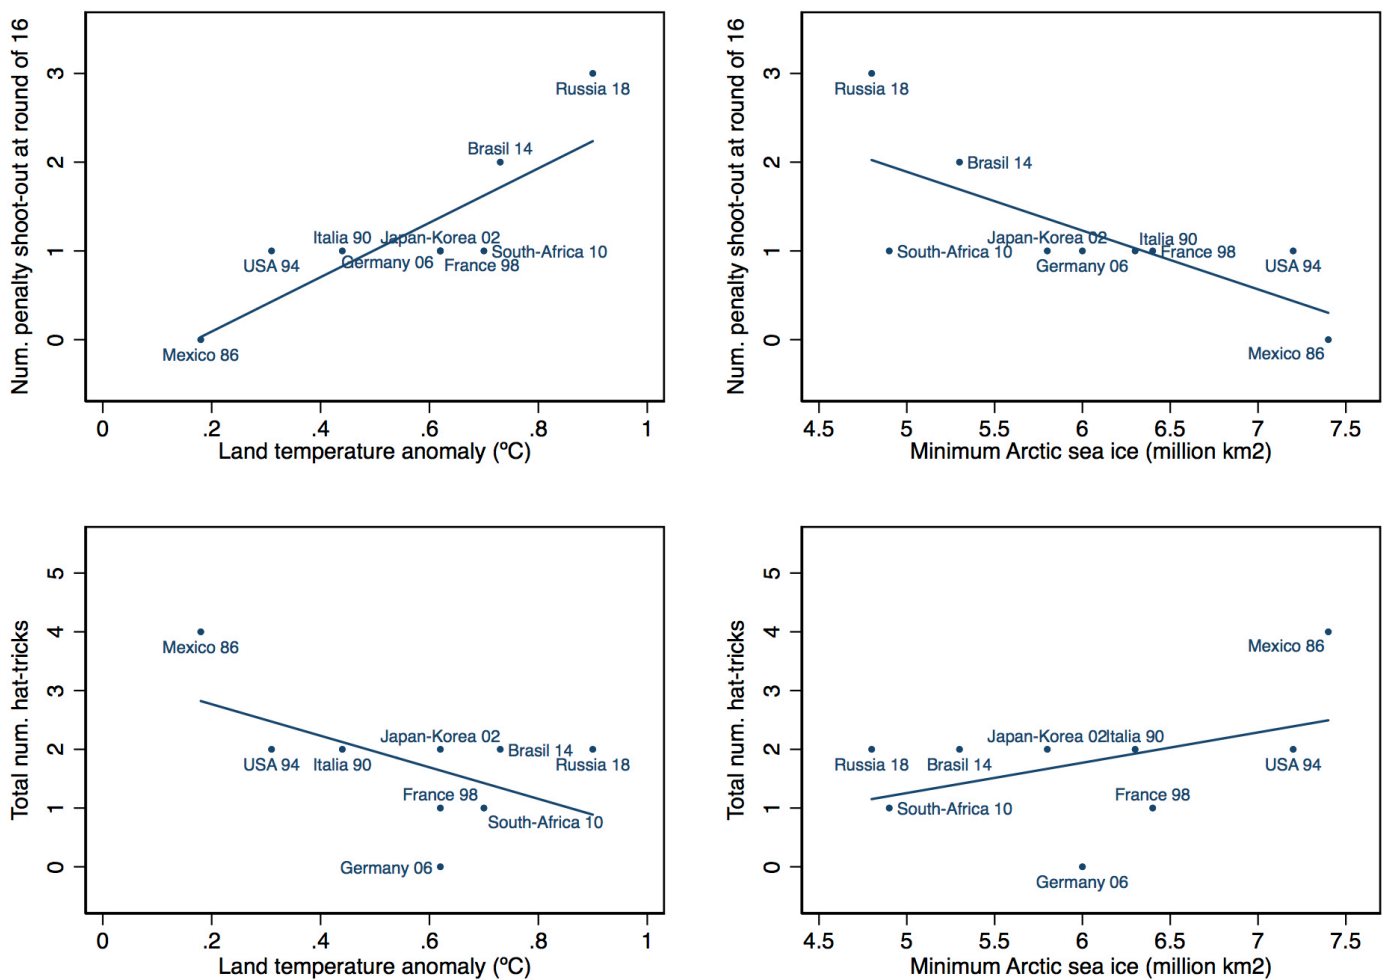 Num. penalty shoot-out at round of 16
3
2
1
0
Russia 18
Brasil 14
Italia 90
Japan-Korea 02
USA 94
Germany 06
France 98
South-Africa 10
Mexico 86
0
.2
.4
.6
.8
1
Land temperature anomaly (ºC)
Num. penalty shoot-out at round of 16
3
2
1
0
Russia 18
Brasil 14
South-Africa 10
Japan-Korea 02
Germany 06
Italia 90
France 98
USA 94
Mexico 86
4.5
5
5.5
6
6.5
7
7.5
Minimum Arctic sea ice (million km2)
Total num. hat-tricks
5
4
3
2
1
0
Mexico 86
USA 94
Italia 90
Japan-Korea 02
Brasil 14
Russia 18
France 98
South-Africa 10
Germany 06
0
.2
.4
.6
.8
1
Land temperature anomaly (ºC)
Total num. hat-tricks
5
4
3
2
1
0
Mexico 86
Russia 18
Brasil 14
Japan-Korea 02
Italia 90
USA 94
South-Africa 10
France 98
Germany 06
4.5
5
5.5
6
6.5
7
7.5
Minimum Arctic sea ice (million km2)